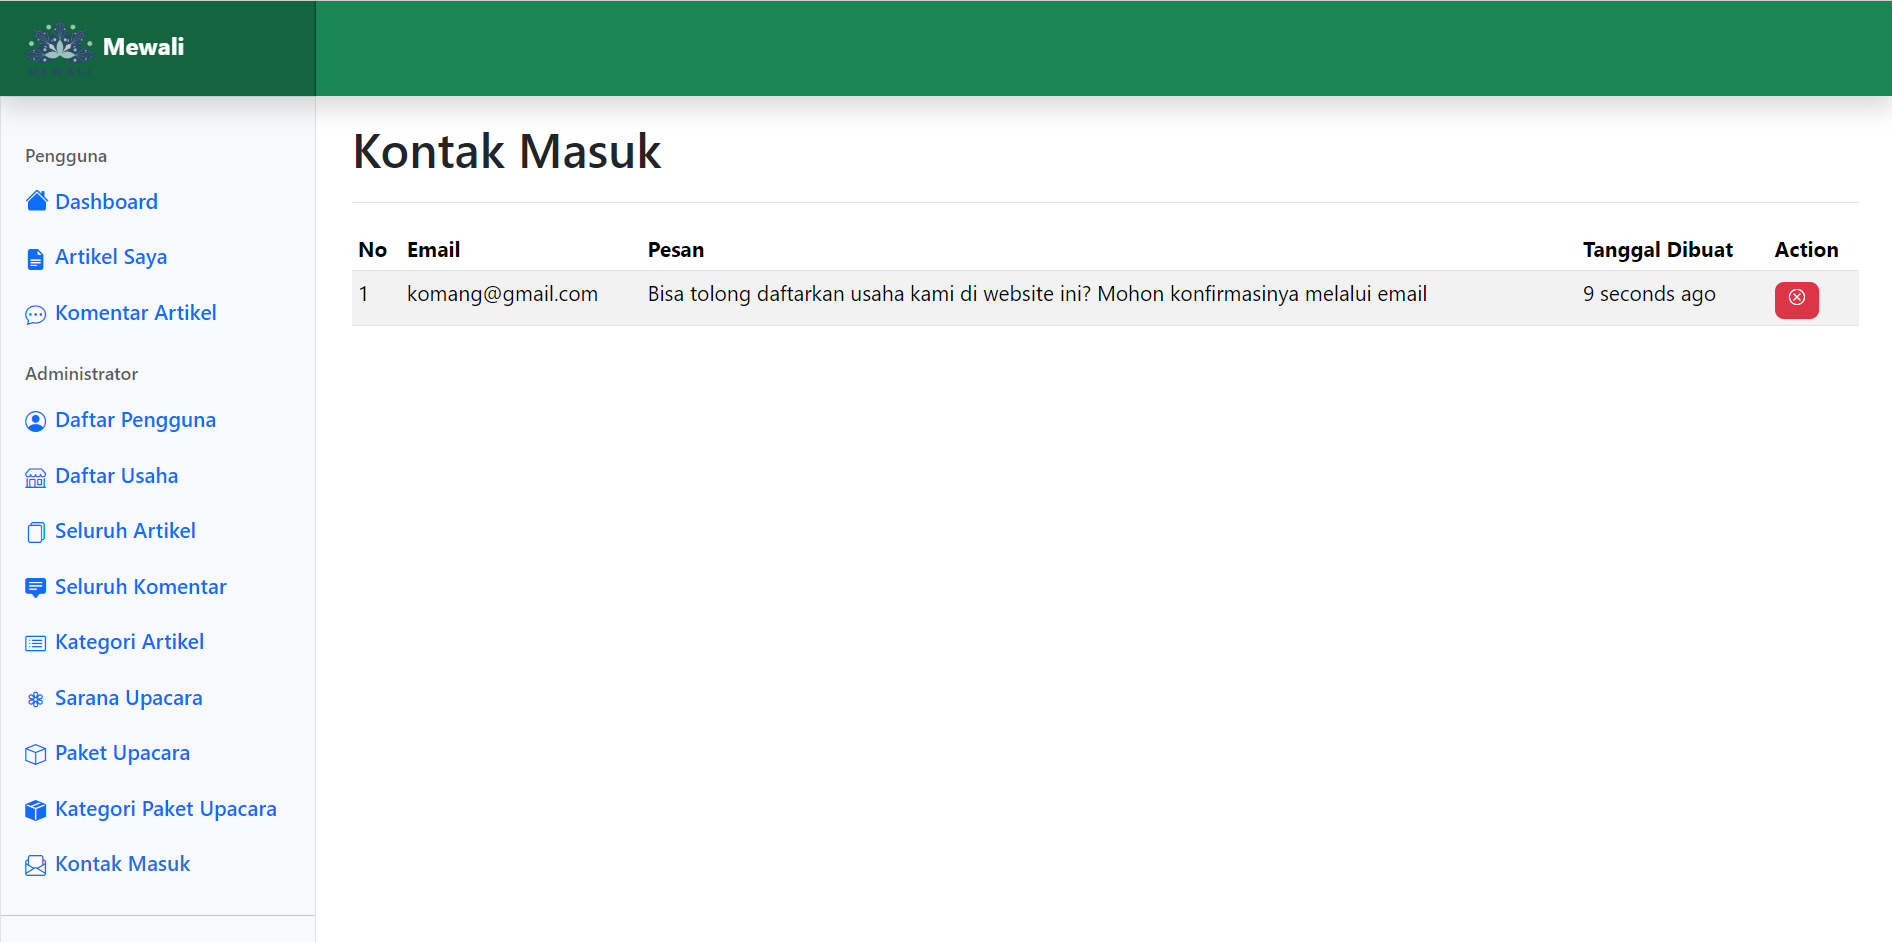 MEWALI
Mewali
Pengguna
Dashboard
Artikel Saya
Komentar Artikel
Administrator
Daftar Pengguna
Daftar Usaha
Seluruh Artikel
Seluruh Komentar
Kategori Artikel
Sarana Upacara
Paket Upacara
Kategori Paket Upacara
Kontak Masuk
Kontak Masuk
No Email Pesan Tanggal Dibuat Action
1 komang@gmail.com Bisa tolong daftarkan usaha kami di website ini? Mohon konfirmasinya melalui email 9 seconds ago